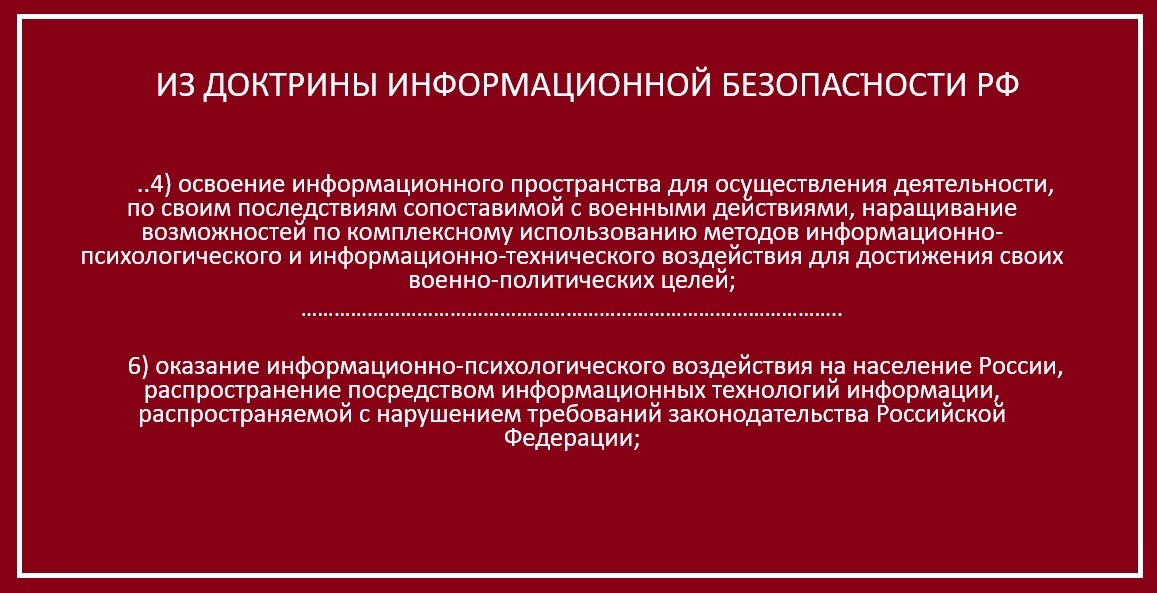 ИЗ ДОКТРИНЫ ИНФОРМАЦИОННОЙ БЕЗОПАСНОСТИ РФ
..4) освоение информационного пространства для осуществления деятельности,
по своим последствиям сопоставимой с военными действиями, наращивание
возможностей по комплексному использованию методов информационно-
психологического и информационно-технического воздействия для достижения своих
военно-политических целей;
………………………………………………………………………………………..
6) оказание информационно-психологического воздействия на население России,
распространение посредством информационных технологий информации,
распространяемой с нарушением требований законодательства Российской
Федерации;